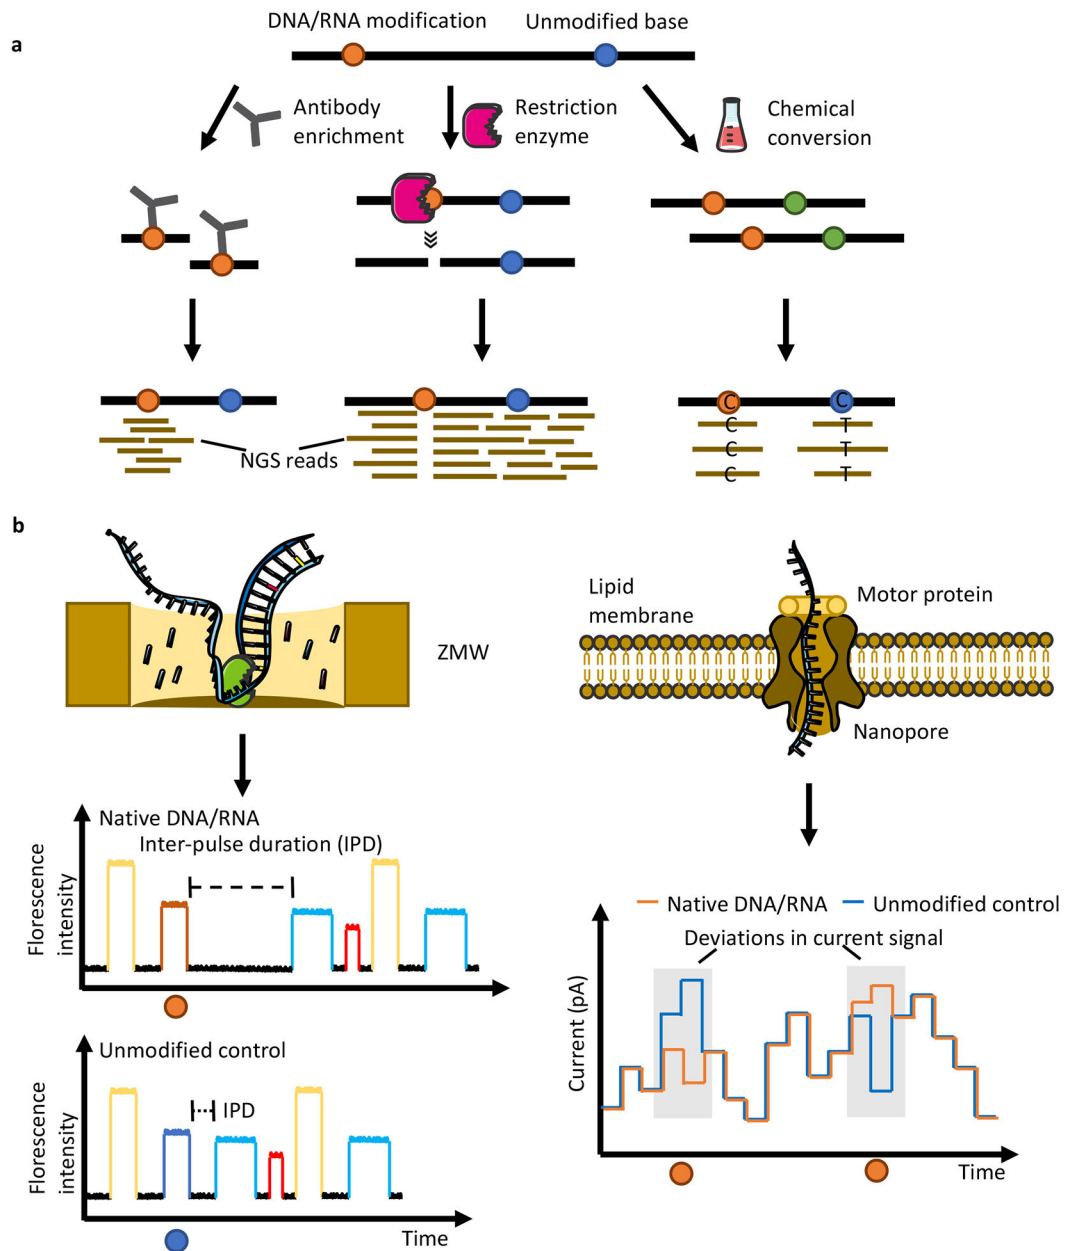 a
DNA/RNA modification
Unmodified base
Antibody
enrichment
Restriction
enzyme
Chemical
conversion
NGS reads
C
C
C
C
C
T
T
T
b
ZMW
Lipid
membrane
Motor protein
Nanopore
Native DNA/RNA
Inter-pulse duration (IPD)
Florescence
intensity
Unmodified control
IPD
Florescence
intensity
Time
Native DNA/RNA
Unmodified control
Deviations in current signal
Current (pA)
Time